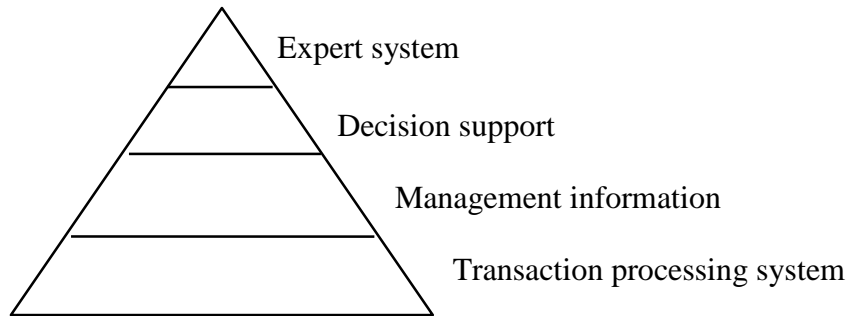 Expert system
Decision support
Management information
Transaction processing system